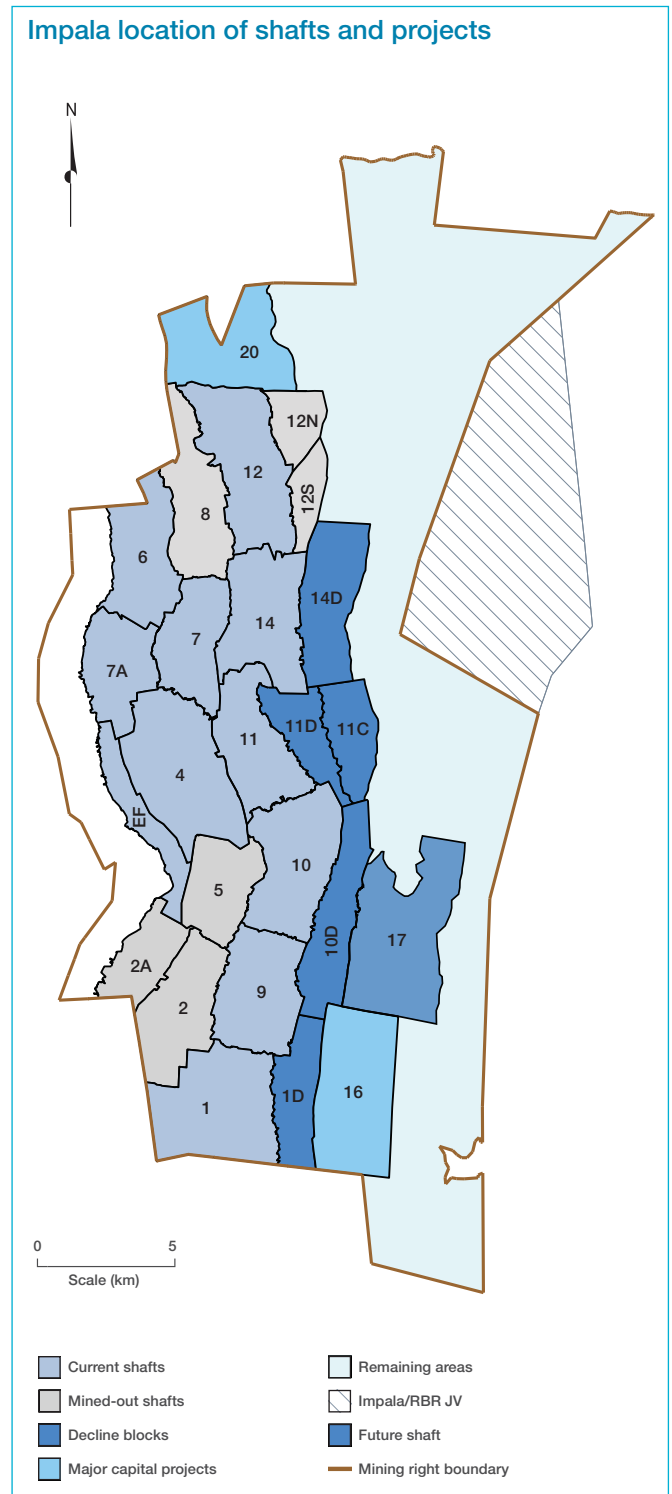 Impala location of shafts and projects
N
20
12N
12
12S
8
6
14D
14
7
7A
11D
11C
11
4
EF
10
5
10D
17
2A
9
2
16
1D
1
0 5
Scale (km)
Current shafts
Mined-out shafts
Decline blocks
Major capital projects
Remaining areas
Impala/RBR JV
Future shaft
Mining right boundary